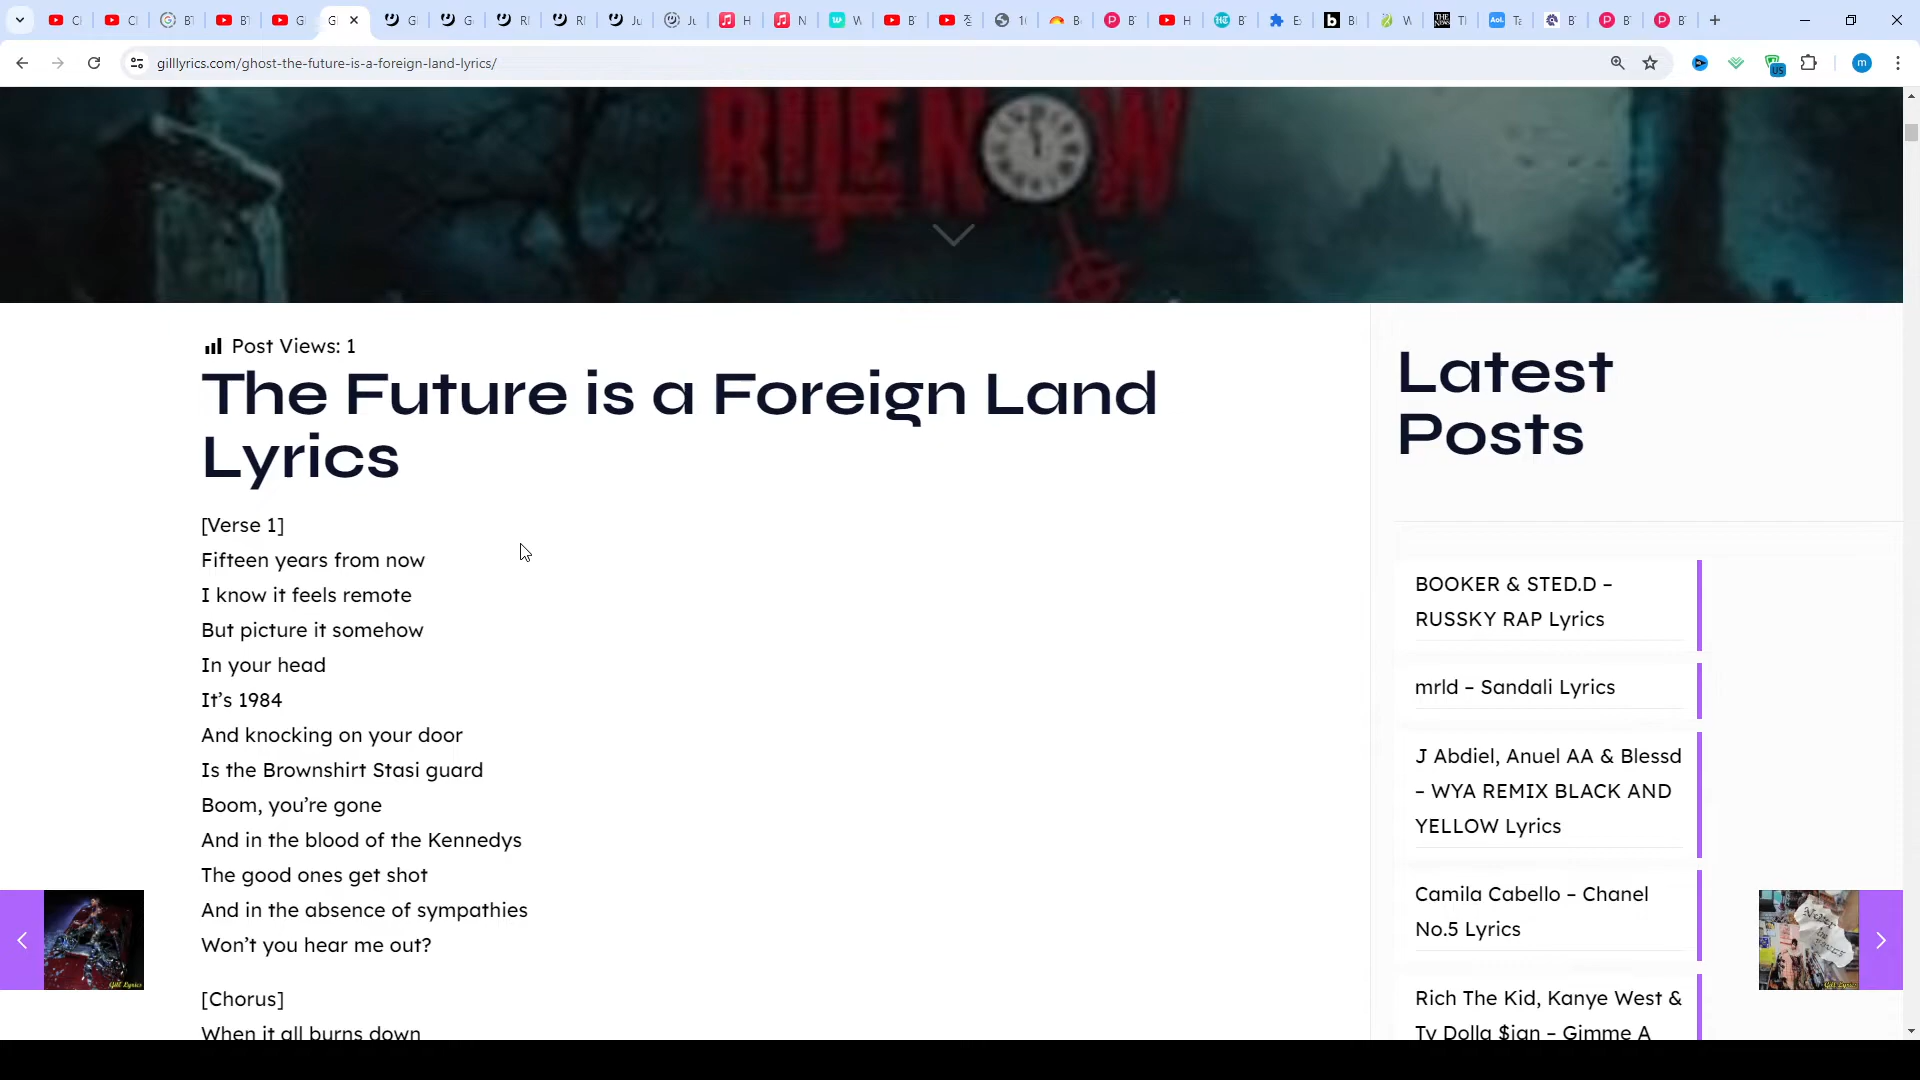 gilllyrics.com/ghost-the-future-is-a-foreign-land-lyrics/
US
m
RITE N W
Post Views: 1
The Future is a Foreign Land
Lyrics
[Verse 1]
Fifteen years from now
I know it feels remote
But picture it somehow
In your head
It’s 1984
And knocking on your door
Is the Brownshirt Stasi guard
Boom, you’re gone
And in the blood of the Kennedys
The good ones get shot
And in the absence of sympathies
Won’t you hear me out?
[Chorus]
When it all burns down
Latest
Posts
BOOKER & STED.D –
RUSSKY RAP Lyrics
mrld – Sandali Lyrics
J Abdiel, Anuel AA & Blessd
– WYA REMIX BLACK AND
YELLOW Lyrics
Camila Cabello – Chanel
No.5 Lyrics
Rich The Kid, Kanye West &
Ty Dolla $ign – Gimme A
Gill Lyrics
Gill Lyrics